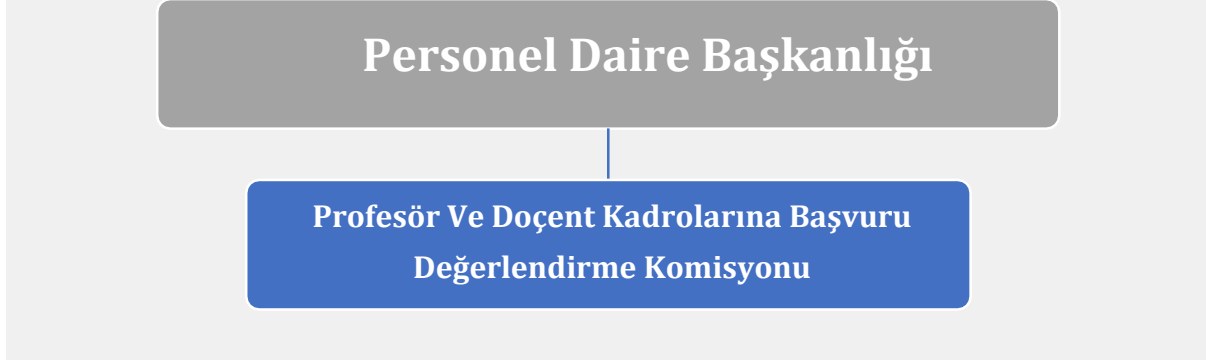 Personel Daire Başkanlığı
Profesör Ve Doçent Kadrolarına Başvuru
Değerlendirme Komisyonu